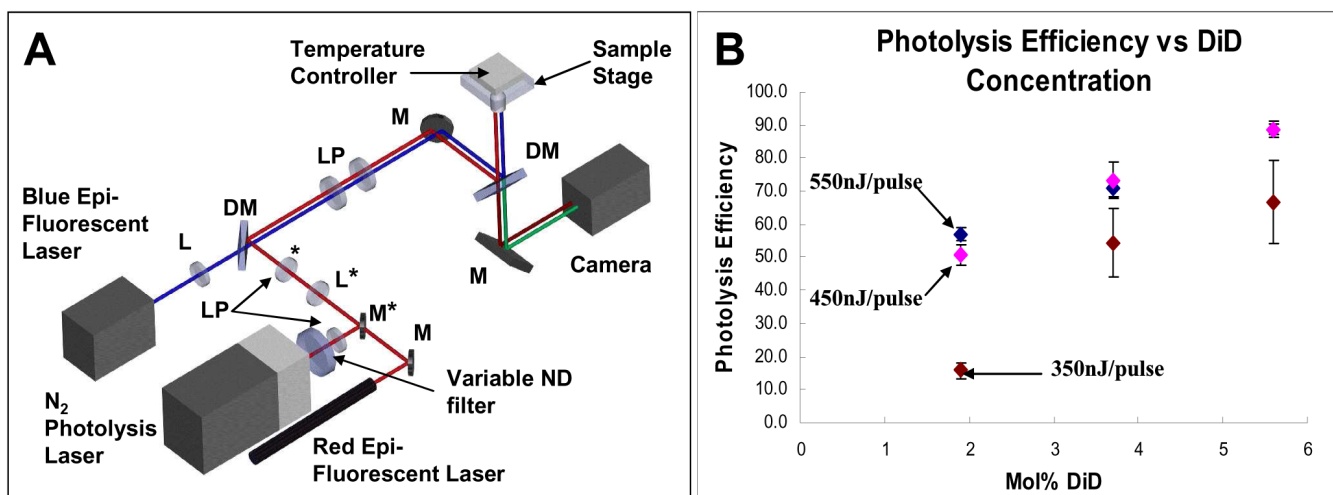 A
Temperature
Controller
Sample
Stage
M
LP
DM
Blue Epi-
Fluorescent
Laser
DM
L
*
L*
LP
M*
M
M
Camera
Variable ND
filter
N2
Photolysis
Laser
Red Epi-
Fluorescent Laser
B
Photolysis Efficiency vs DiD
Concentration
Photolysis Efficiency
100.0
90.0
80.0
70.0
60.0
50.0
40.0
30.0
20.0
10.0
0.0
550nJ/pulse
450nJ/pulse
350nJ/pulse
0 1 2 3 4 5 6
Mol% DiD